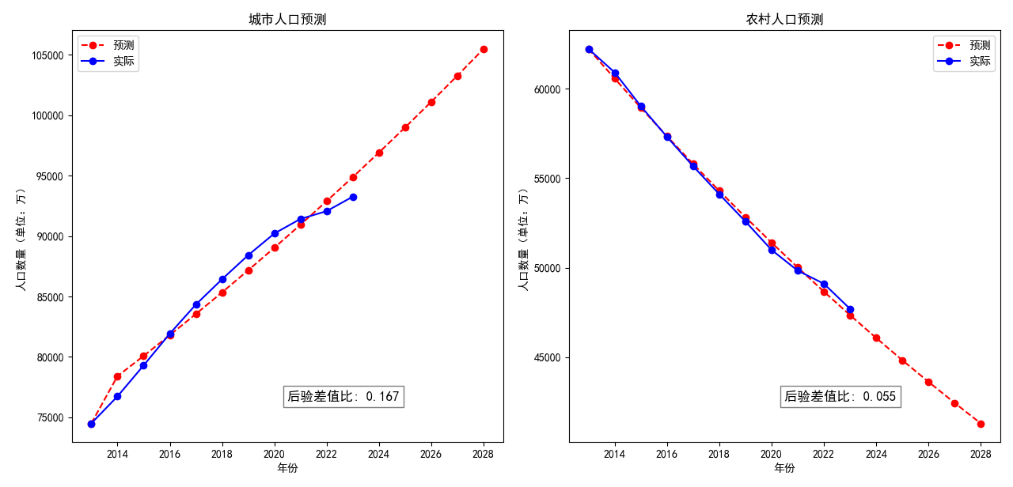 城市人口预测
预测
实际
105000
100000
95000
90000
85000
80000
75000
人口数量（单位：万）
后验差值比: 0.167
2014 2016 2018 2020 2022 2024 2026 2028
年份
农村人口预测
预测
实际
60000
55000
50000
45000
人口数量（单位：万）
后验差值比: 0.055
2014 2016 2018 2020 2022 2024 2026 2028
年份